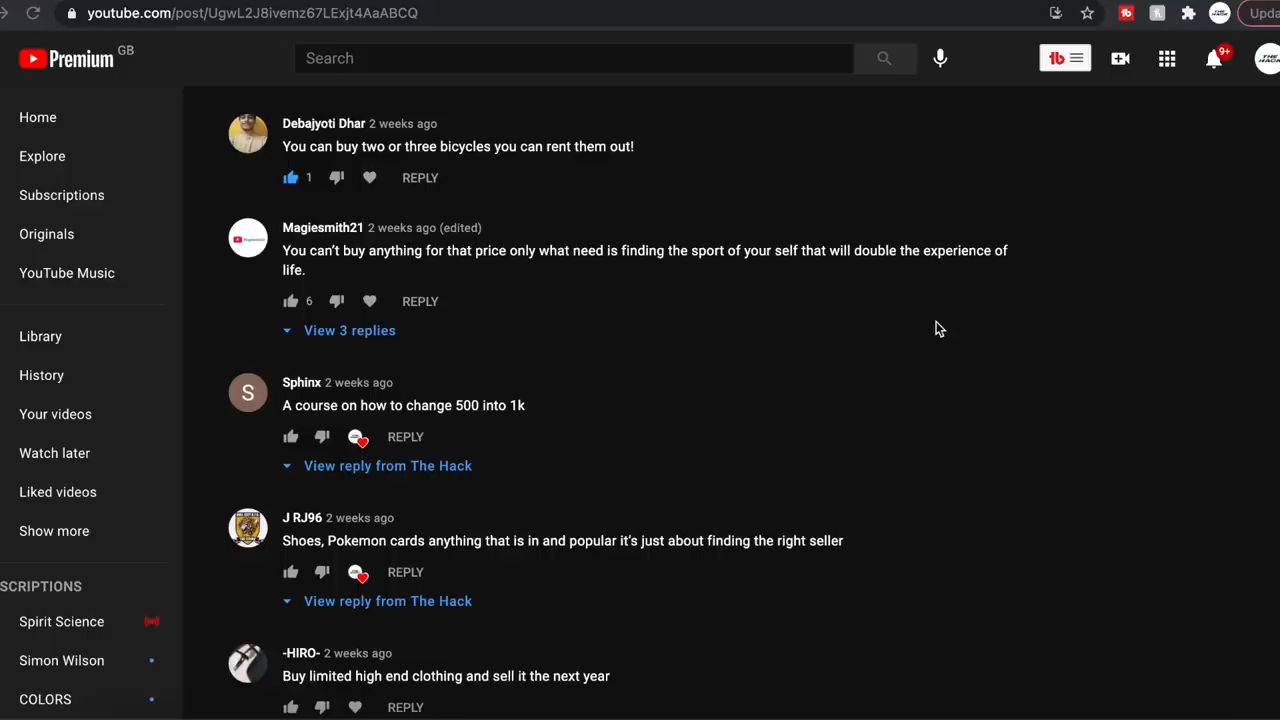 youtube.com/post/UgwL2J8ivemz67LExjt4AaABCQ
Premium GB
Search
9+
THE HACK
Home
Explore
Subscriptions
Originals
YouTube Music
Library
History
Your videos
Watch later
Liked videos
Show more
SCRIPTIONS
Spirit Science
Simon Wilson
COLORS
Debajyoti Dhar 2 weeks ago
You can buy two or three bicycles you can rent them out!
1 REPLY
Magiesmith21 2 weeks ago (edited)
You can't buy anything for that price only what need is finding the sport of your self that will double the experience of
life.
6 REPLY
View 3 replies
S
Sphinx 2 weeks ago
A course on how to change 500 into 1k
REPLY
View reply from The Hack
J RJ96 2 weeks ago
Shoes, Pokemon cards anything that is in and popular it's just about finding the right seller
REPLY
View reply from The Hack
-HIRO- 2 weeks ago
Buy limited high end clothing and sell it the next year
REPLY